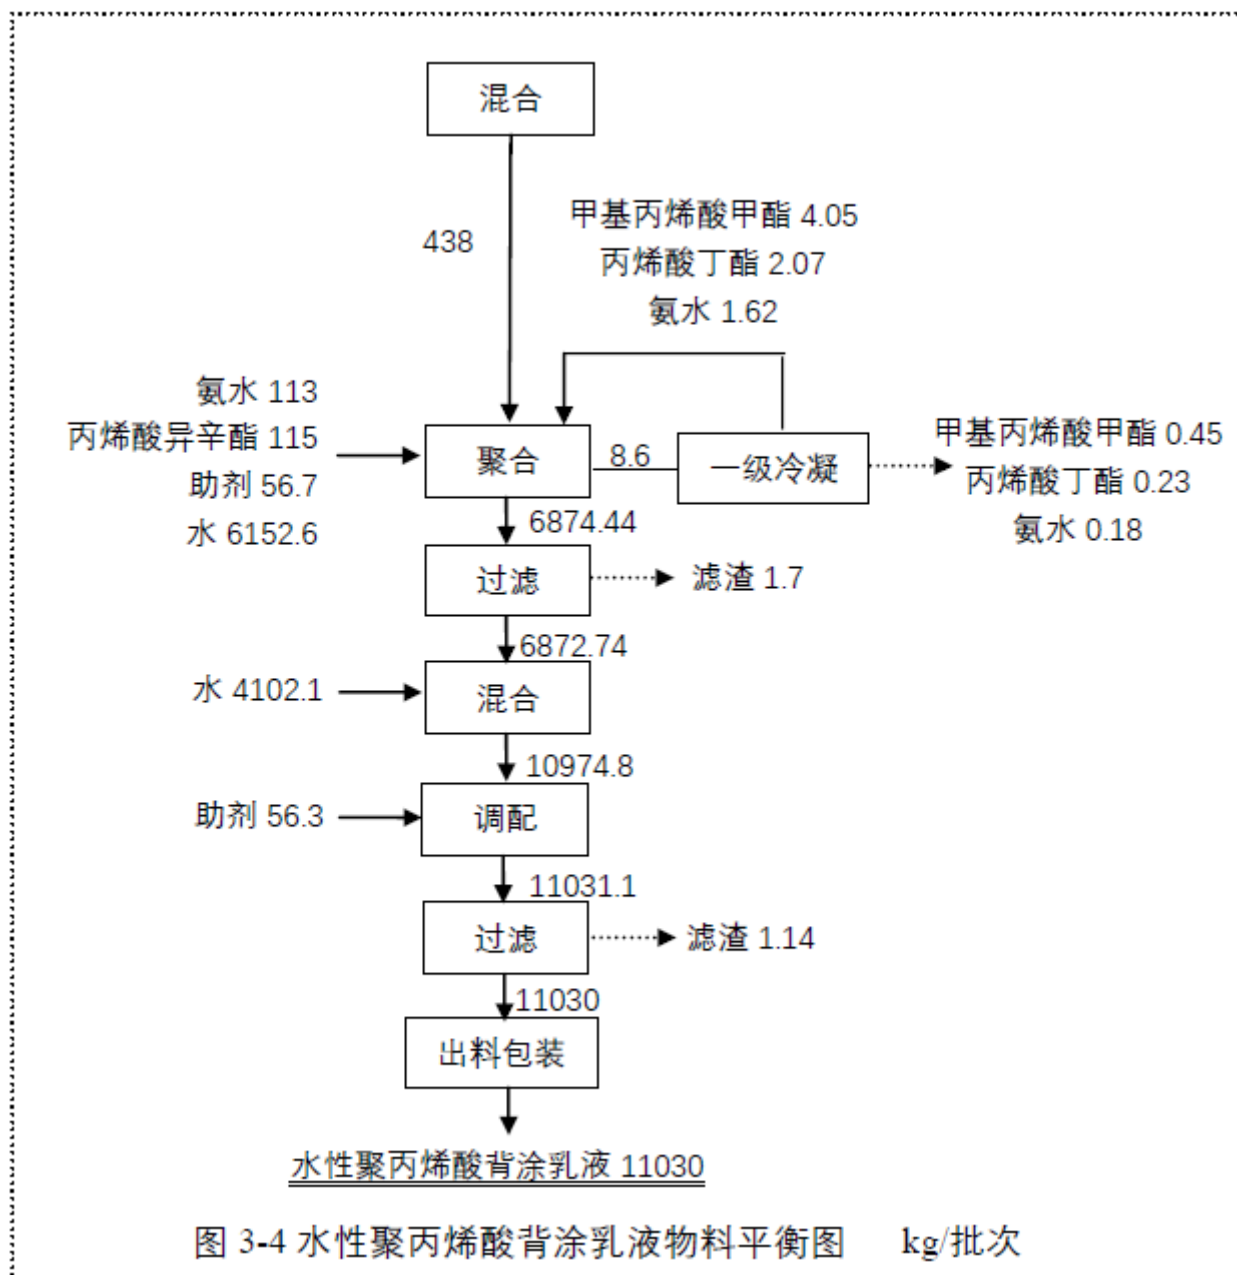 混合
438
甲基丙烯酸甲酯 4.05
丙烯酸丁酯 2.07
氨水 1.62
氨水 113
丙烯酸异辛酯 115
助剂 56.7
水 6152.6
聚合
8.6
一级冷凝
甲基丙烯酸甲酯 0.45
丙烯酸丁酯 0.23
氨水 0.18
6874.44
过滤
滤渣 1.7
6872.74
水 4102.1
混合
10974.8
助剂 56.3
调配
11031.1
过滤
滤渣 1.14
11030
出料包装
水性聚丙烯酸背涂乳液 11030
图 3-4 水性聚丙烯酸背涂乳液物料平衡图 kg/批次